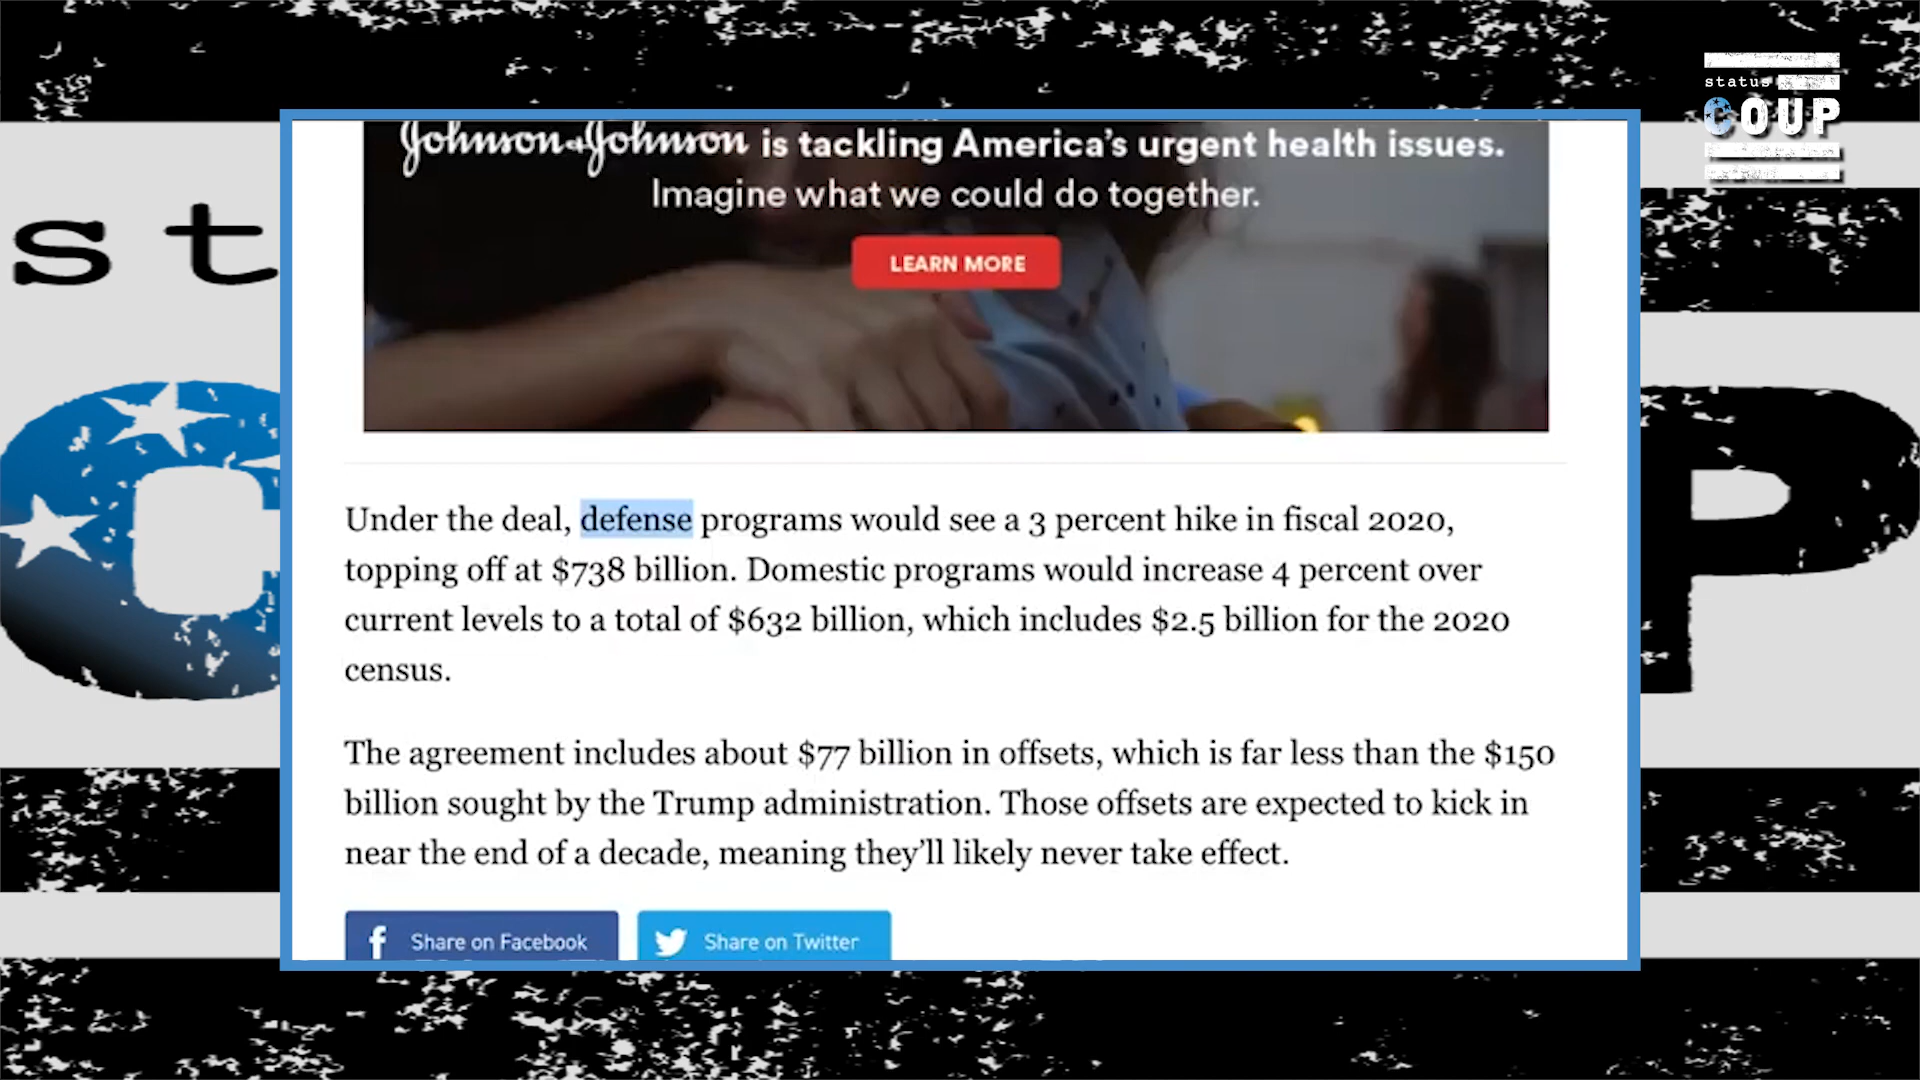 status
COUP
st
C
P
Johnson & Johnson is tackling America's urgent health issues.
Imagine what we could do together.
LEARN MORE
Under the deal, defense programs would see a 3 percent hike in fiscal 2020,
topping off at $738 billion. Domestic programs would increase 4 percent over
current levels to a total of $632 billion, which includes $2.5 billion for the 2020
census.
The agreement includes about $77 billion in offsets, which is far less than the $150
billion sought by the Trump administration. Those offsets are expected to kick in
near the end of a decade, meaning they'll likely never take effect.
Share on Facebook
Share on Twitter